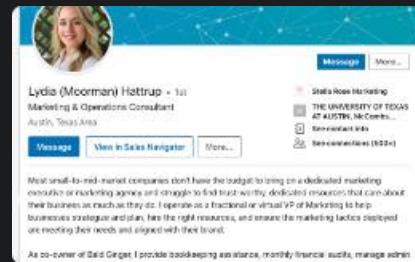 Message
More...
Lydia (Moorman) Hattrup • 1st
Marketing & Operations Consultant
Austin, Texas Area
Stella Rose Marketing
THE UNIVERSITY OF TEXAS
AT AUSTIN, McCombs...
See contact info
See connections (500+)
Message
View in Sales Navigator
More...
Most small-to-mid-market companies don't have the budget to bring on a dedicated marketing
executive or marketing agency and struggle to find trust-worthy, dedicated resources that care about
their business as much as they do. I operate as a fractional or virtual VP of Marketing to help
businesses strategize and plan, hire the right resources, and ensure the marketing tactics deployed
are meeting their needs and aligned with their brand.
As co-owner of Bald Ginger, I provide bookkeeping assistance, monthly financial audits, manage admin